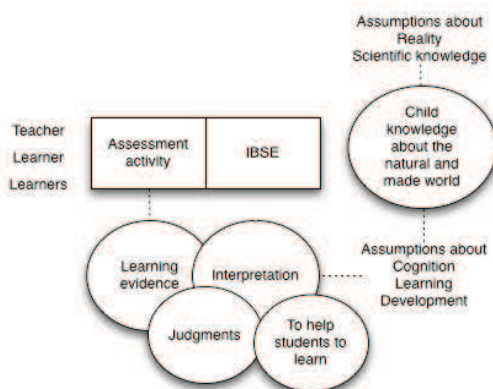 Assumptions about
Reality
Scientific knowledge
Child
knowledge
about the
natural and
made world
Teacher
Learner
Learners
Assessment
activity
IBSE
Assumptions about
Cognition
Learning
Development
Learning
evidence
Interpretation
Judgments
To help
students to
learn